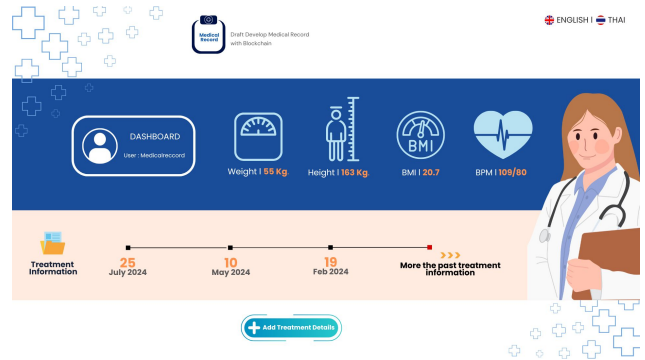 Medical
Record
Draft Develop Medical Record
with Blockchain
ENGLISH I THAI
DASHBOARD
User : Medicalreccord
Weight I 55 Kg.
Height I 163 Kg.
BMI
BMI I 20.7
BPM I 109/80
Treatment
Information
25
July 2024
10
May 2024
19
Feb 2024
>>>
More the past treatment
information
Add Treatment Details